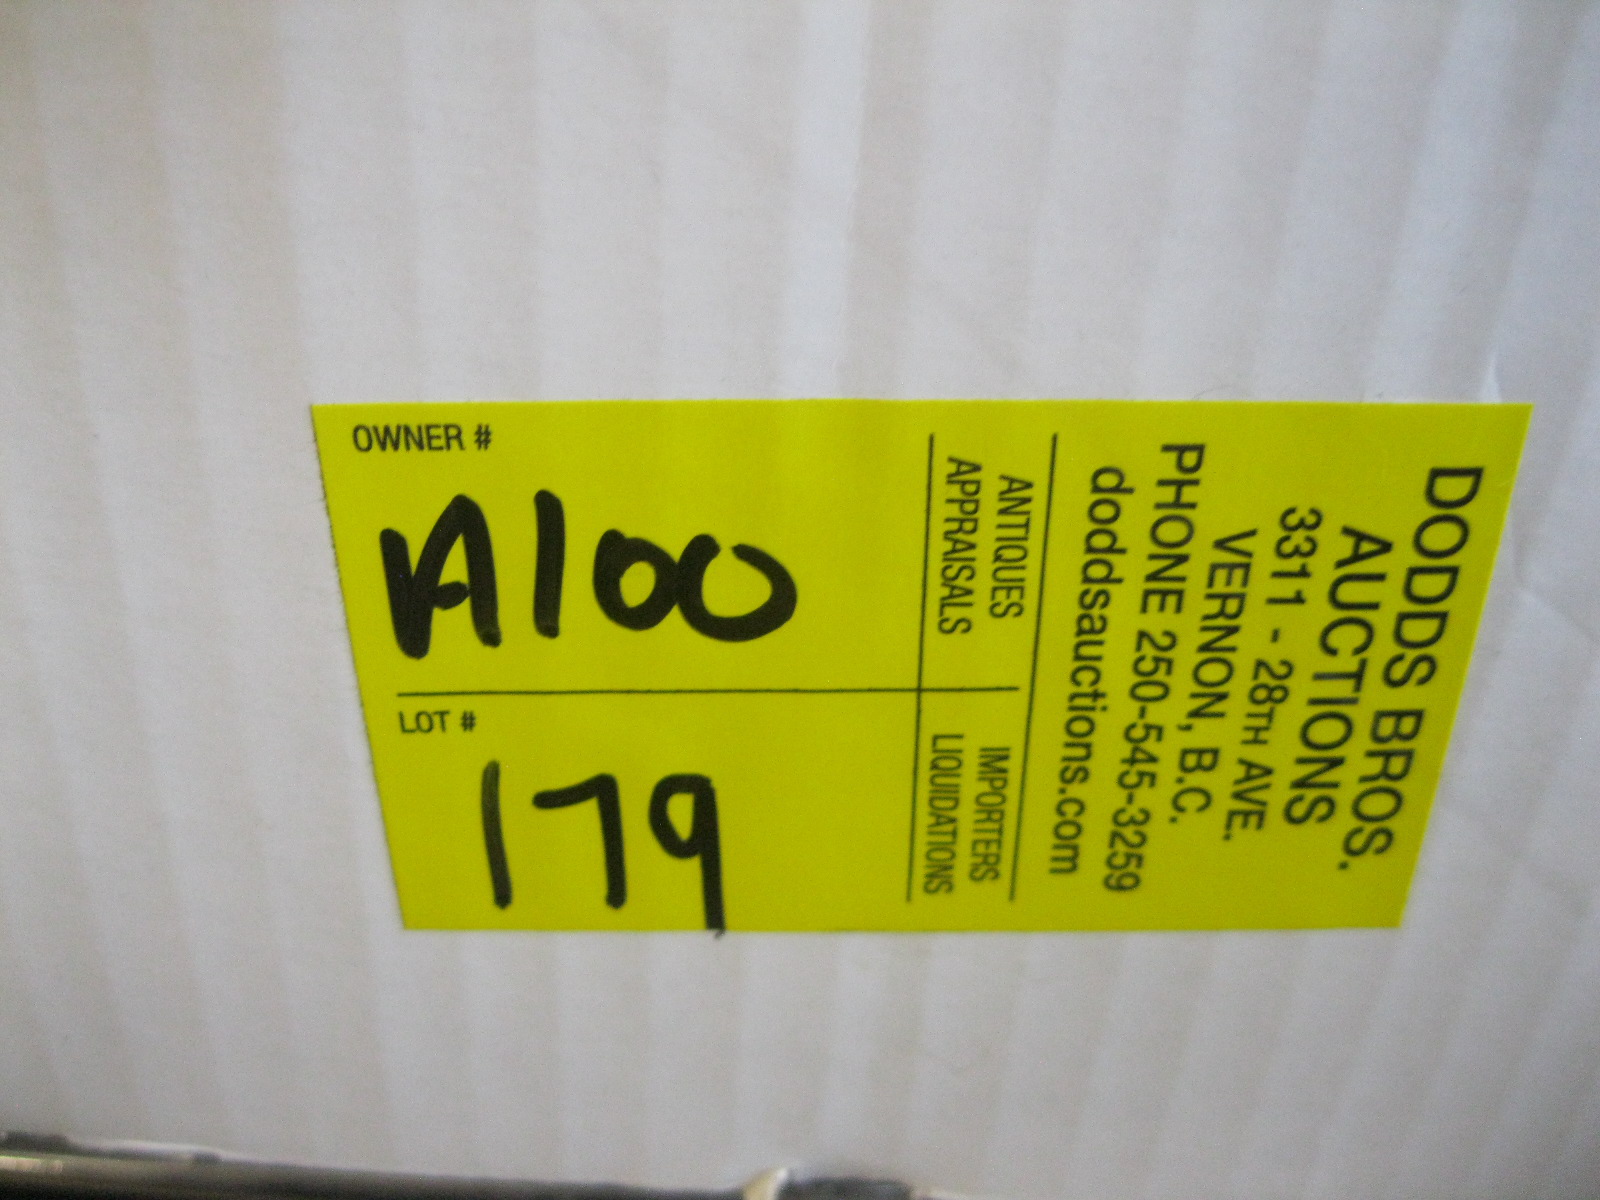 DODDS BROS.
AUCTIONS
3311 - 28TH AVE.
VERNON, B.C.
PHONE 250-545-3259
doddsauctions.com
ANTIQUES
APPRAISALS
IMPORTERS
LIQUIDATIONS
OWNER #
A100
LOT #
179